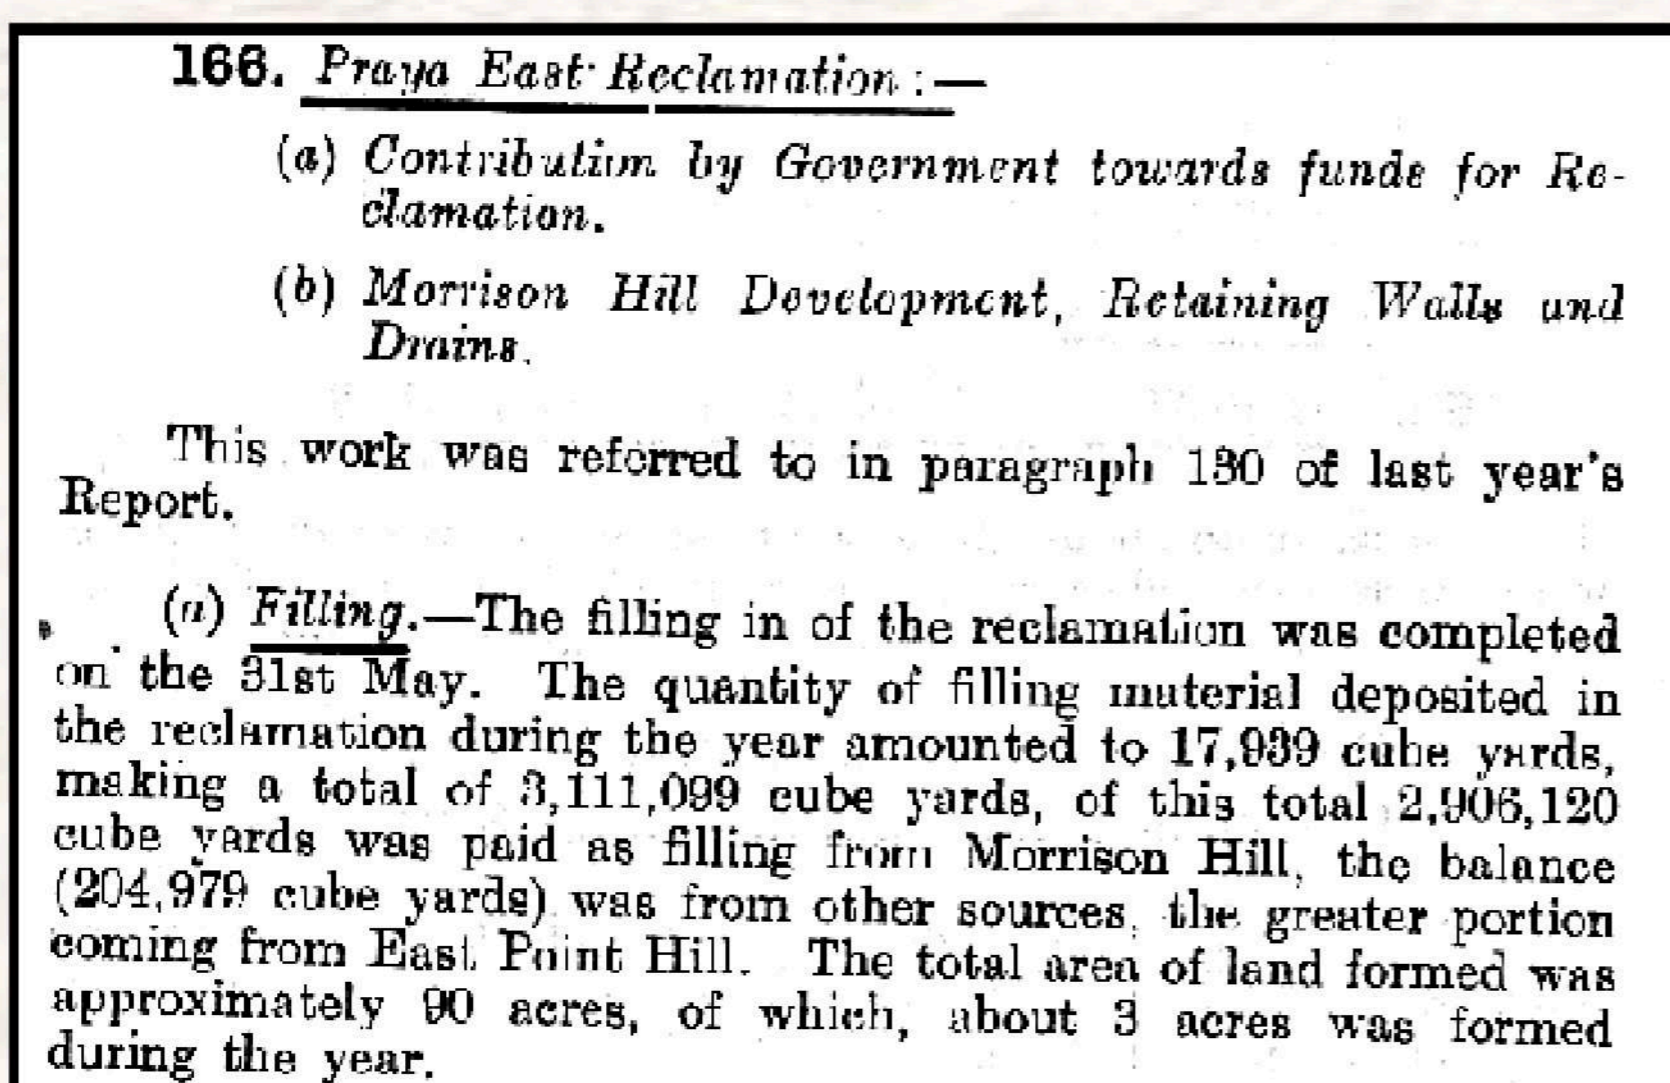 166. Praya East Reclamation:—
(a) Contribution by Government towards funds for Re-
clamation.
(b) Morrison Hill Development, Retaining Walls and
Drains.
This work was referred to in paragraph 130 of last year's
Report.
(a) Filling.—The filling in of the reclamation was completed
on the 31st May. The quantity of filling material deposited in
the reclamation during the year amounted to 17,939 cube yards,
making a total of 3,111,099 cube yards, of this total 2,906,120
cube yards was paid as filling from Morrison Hill, the balance
(204,979 cube yards) was from other sources, the greater portion
coming from East Point Hill. The total area of land formed was
approximately 90 acres, of which, about 3 acres was formed
during the year.